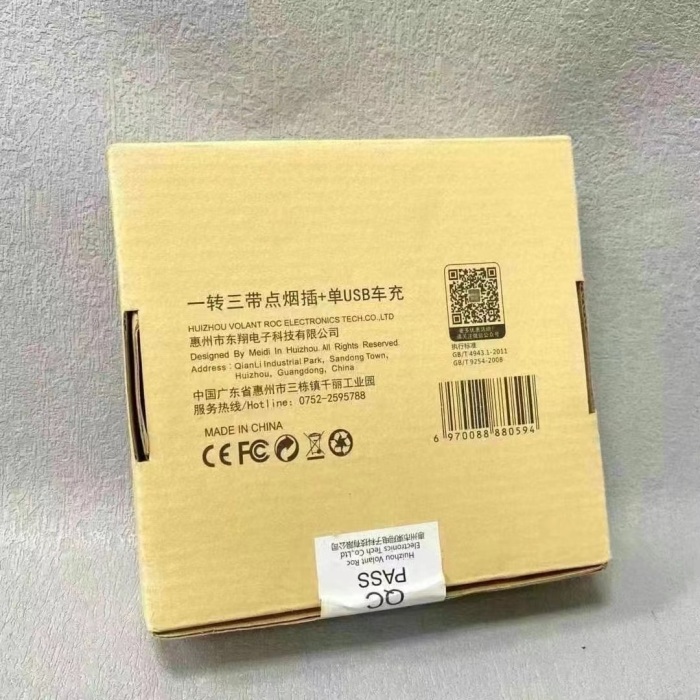 一转三带点烟插+单USB车充
HUIZHOU VOLANT ROC ELECTRONICS TECH.CO.,LTD
惠州市东翔电子科技有限公司
Designed By Meidi In Huizhou. All Rights Reserved
Address : QianLi Industrial Park, Sandong Town,
Huizhou, Guangdong, China
中国广东省惠州市三栋镇千丽工业园
服务热线/Hotline: 0752-2595788
MADE IN CHINA
CE FC
执行标准
GB/T 4943.1-2011
GB/T 9254-2008
6 970088 880594
QC
PASS
Huizhou Volant Roc
Electronics Tech Co.,Ltd
惠州市东翔电子科技有限公司